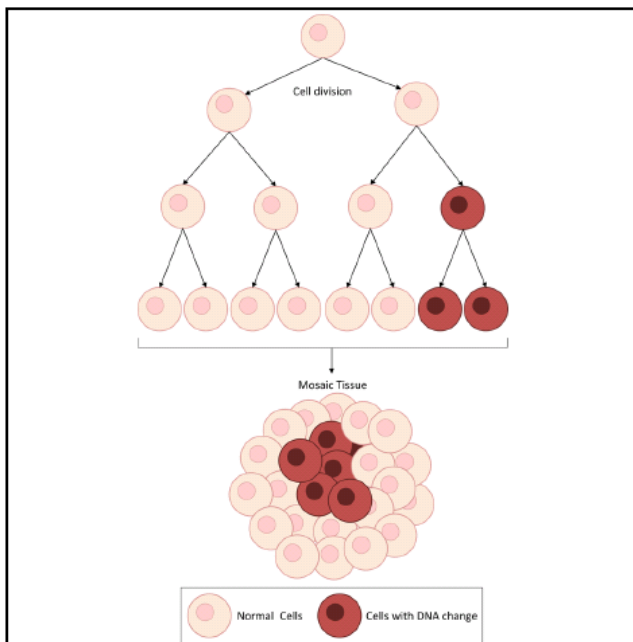 Cell division
Mosaic Tissue
Normal Cells
Cells with DNA change